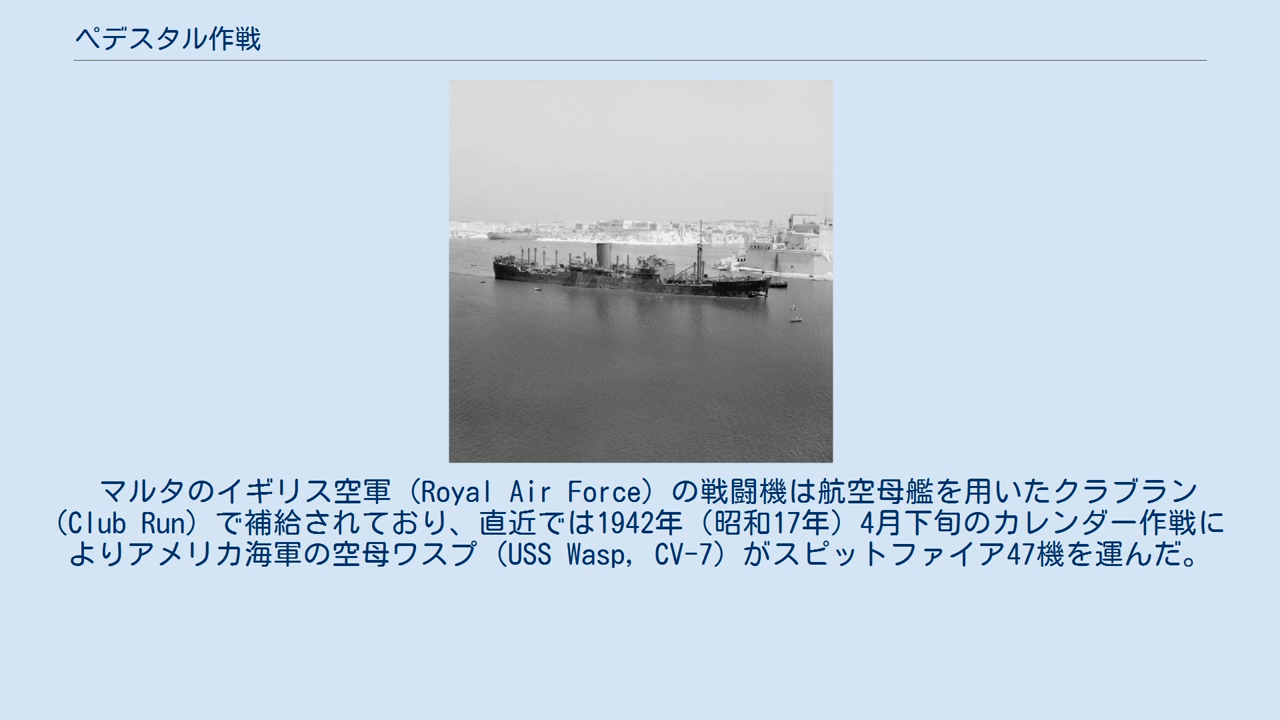 ペデスタル作戦
マルタのイギリス空軍（Royal Air Force）の戦闘機は航空母艦を用いたクラブラン
（Club Run）で補給されており、直近では1942年（昭和17年）4月下旬のカレンダー作戦に
よりアメリカ海軍の空母ワスプ（USS Wasp, CV-7）がスピットファイア47機を運んだ。